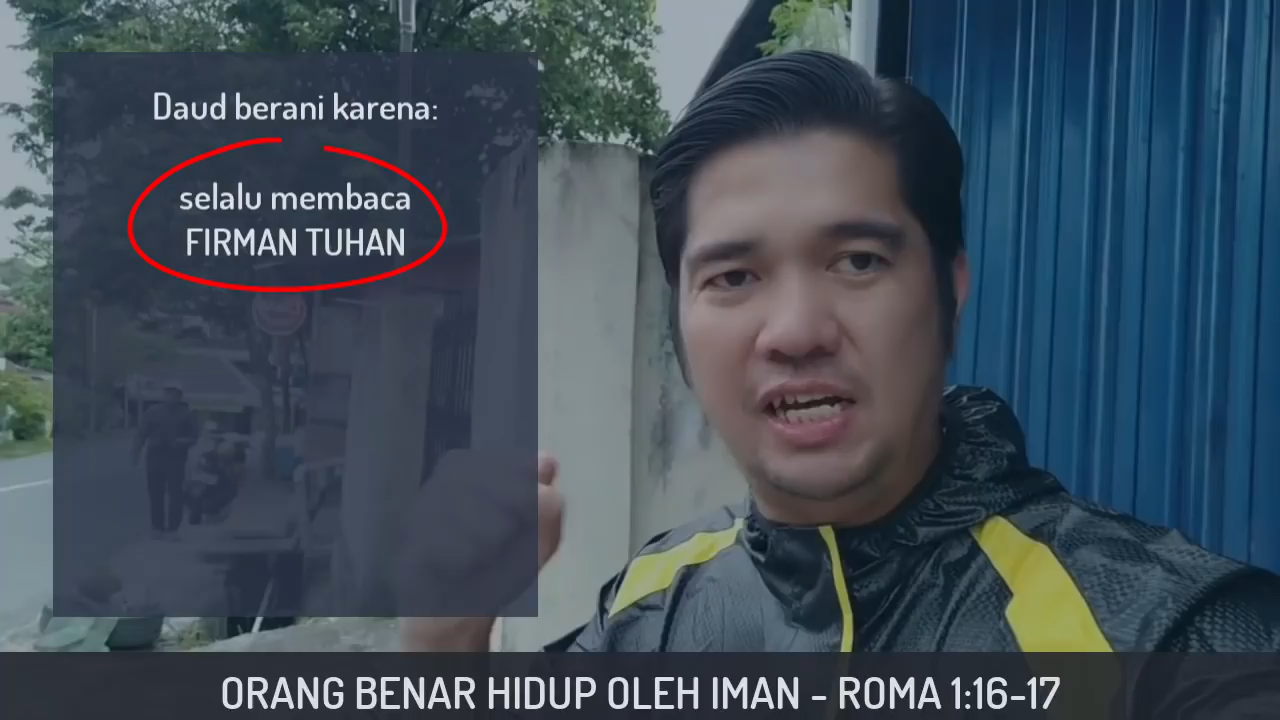 Daud berani karena:
selalu membaca
FIRMAN TUHAN
ORANG BENAR HIDUP OLEH IMAN - ROMA 1:16-17